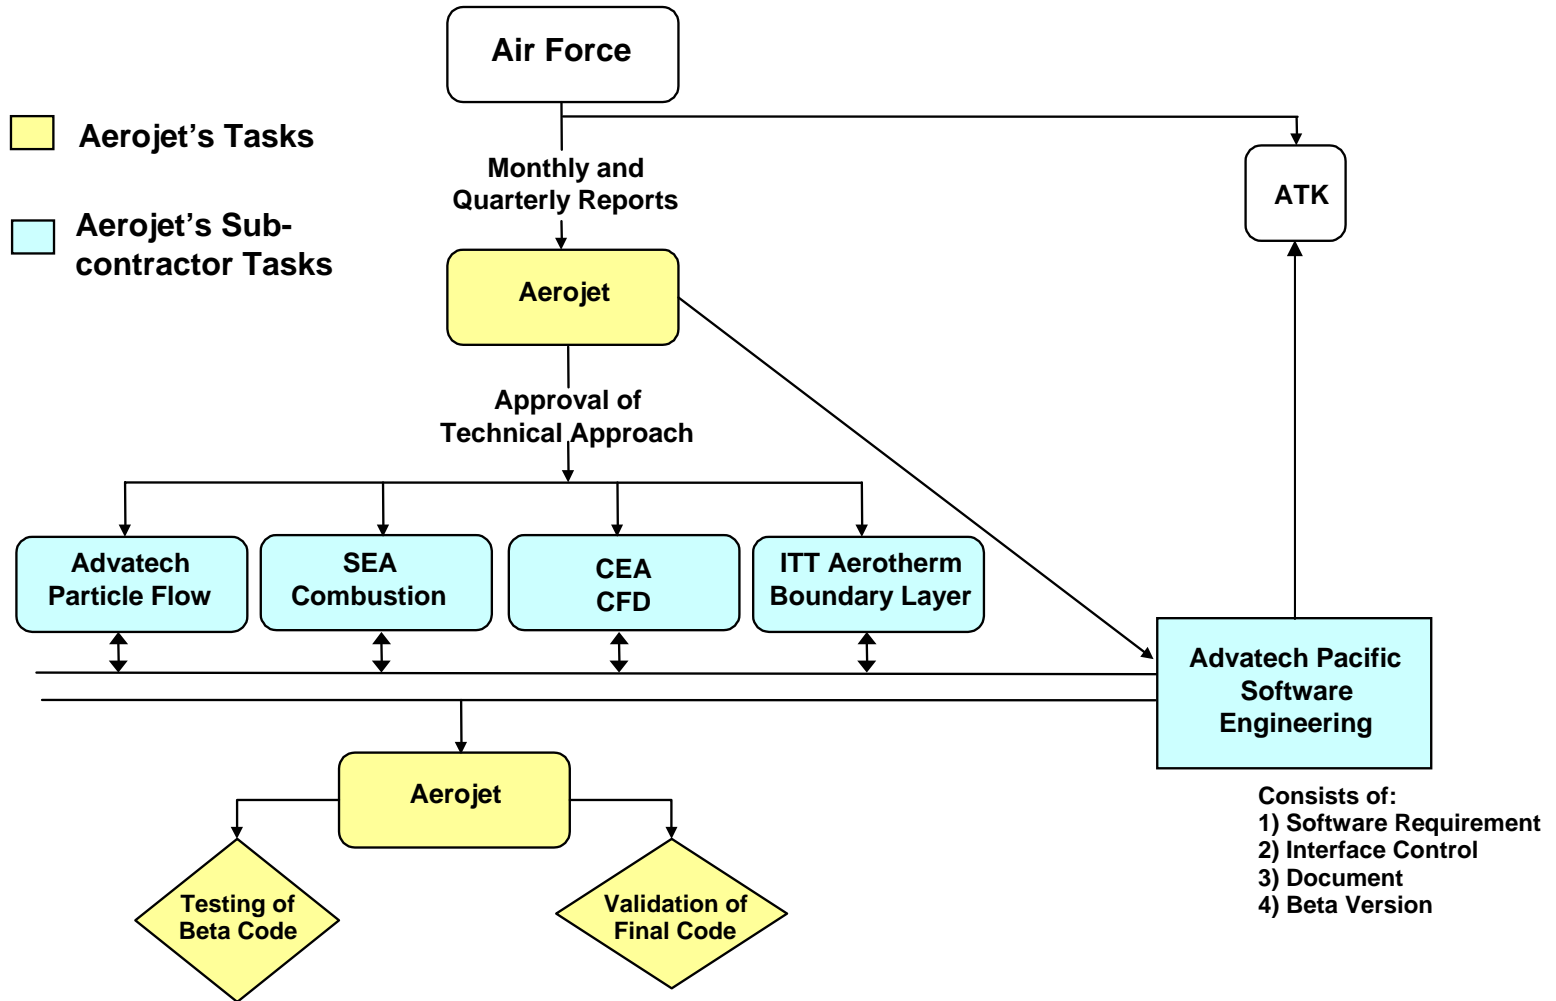 Air Force
Aerojet's Tasks
Aerojet's Sub-
contractor Tasks
Monthly and
Quarterly Reports
ATK
Aerojet
Approval of
Technical Approach
Advatech
Particle Flow
SEA
Combustion
CEA
CFD
ITT Aerotherm
Boundary Layer
Advatech Pacific
Software
Engineering
Aerojet
Consists of:
1) Software Requirement
2) Interface Control
3) Document
4) Beta Version
Testing of
Beta Code
Validation of
Final Code